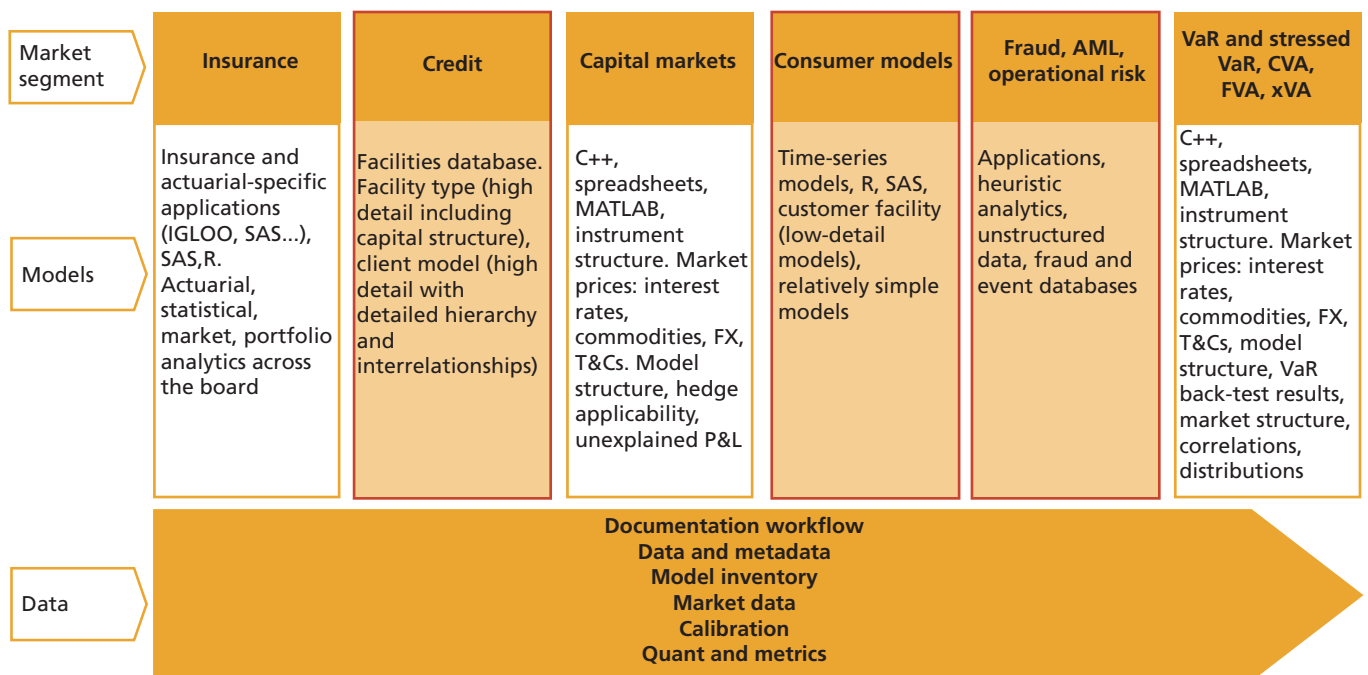 Market
segment
Insurance
Credit
Capital markets
Consumer models
Fraud, AML,
operational risk
VaR and stressed
VaR, CVA,
FVA, xVA
Models
Insurance and
actuarial-specific
applications
(IGLOO, SAS...),
SAS,R.
Actuarial,
statistical,
market, portfolio
analytics across
the board
Facilities database.
Facility type (high
detail including
capital structure),
client model (high
detail with
detailed hierarchy
and
interrelationships)
C++,
spreadsheets,
MATLAB,
instrument
structure. Market
prices: interest
rates,
commodities, FX,
T&Cs. Model
structure, hedge
applicability,
unexplained P&L
Time-series
models, R, SAS,
customer facility
(low-detail
models),
relatively simple
models
Applications,
heuristic
analytics,
unstructured
data, fraud and
event databases
C++,
spreadsheets,
MATLAB,
instrument
structure. Market
prices: interest
rates,
commodities, FX,
T&Cs, model
structure, VaR
back-test results,
market structure,
correlations,
distributions
Data
Documentation workflow
Data and metadata
Model inventory
Market data
Calibration
Quant and metrics